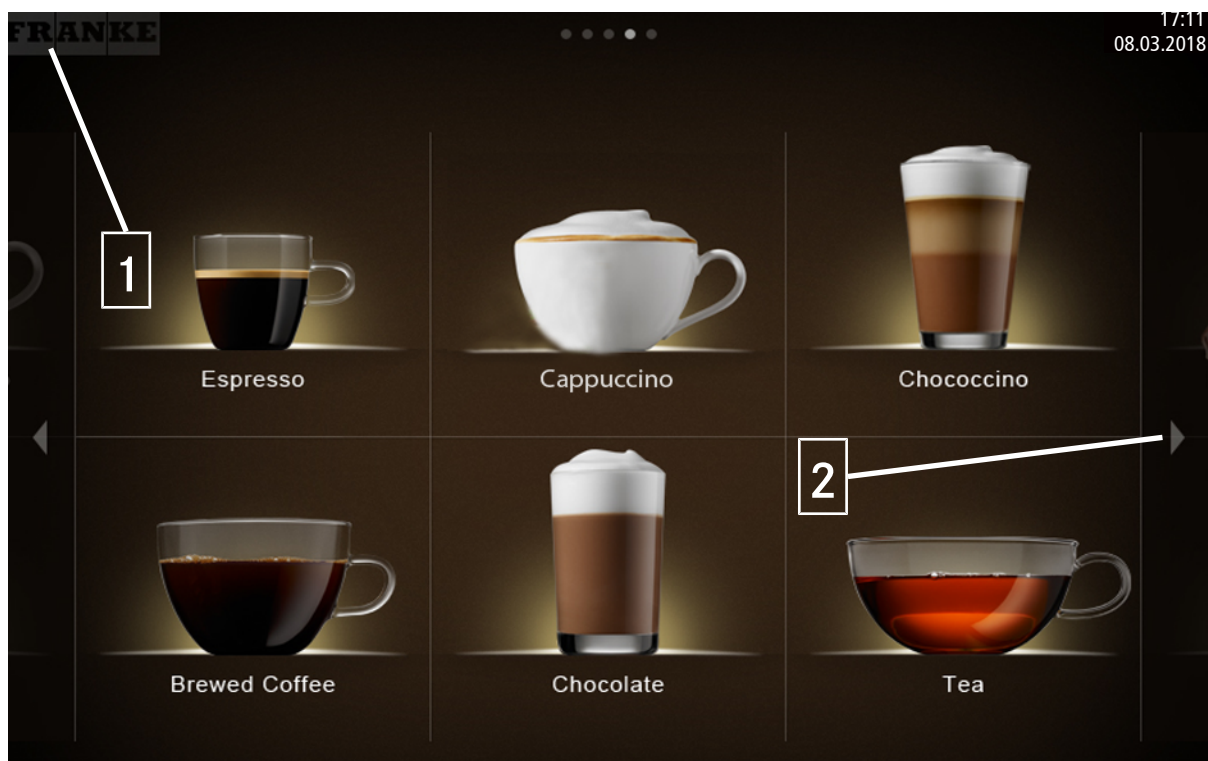 FRANKE
17:11
08.03.2018
1
Espresso
Cappuccino
Chococcino
2
Brewed Coffee
Chocolate
Tea